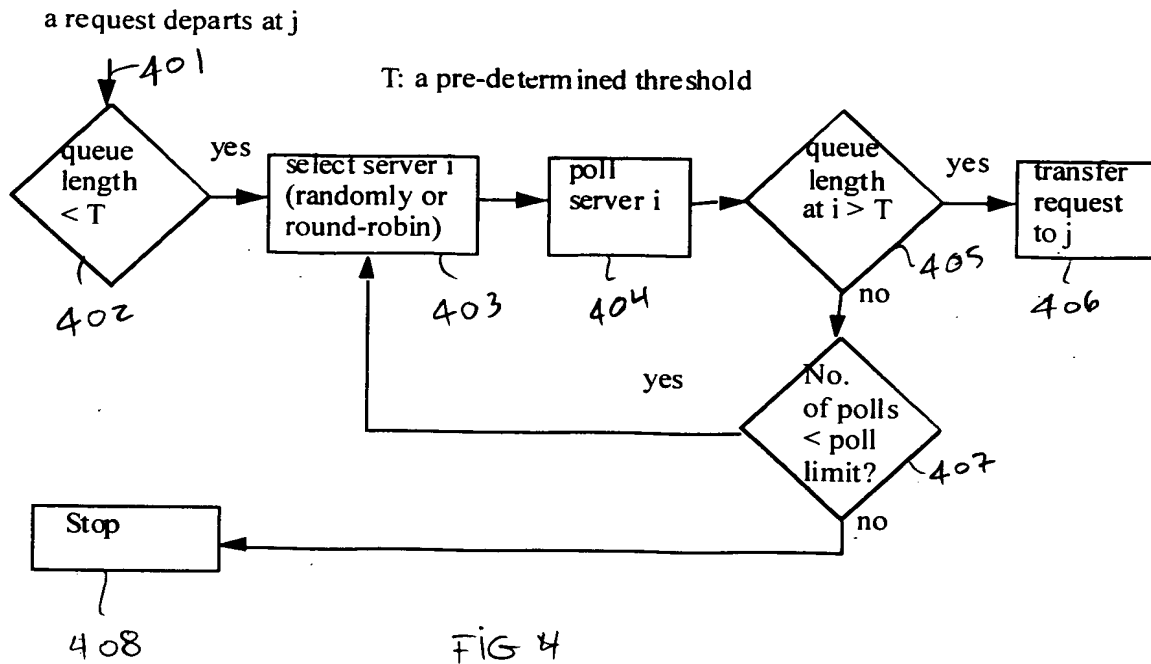 a request departs at j
401
T: a pre-determined threshold
queue
length
< T
402
yes
select server i
(randomly or
round-robin)
403
poll
server i
404
queue
length
at i > T
405
yes
transfer
request
to j
406
no
No.
of polls
< poll
limit?
407
yes
no
Stop
408
FiG 4